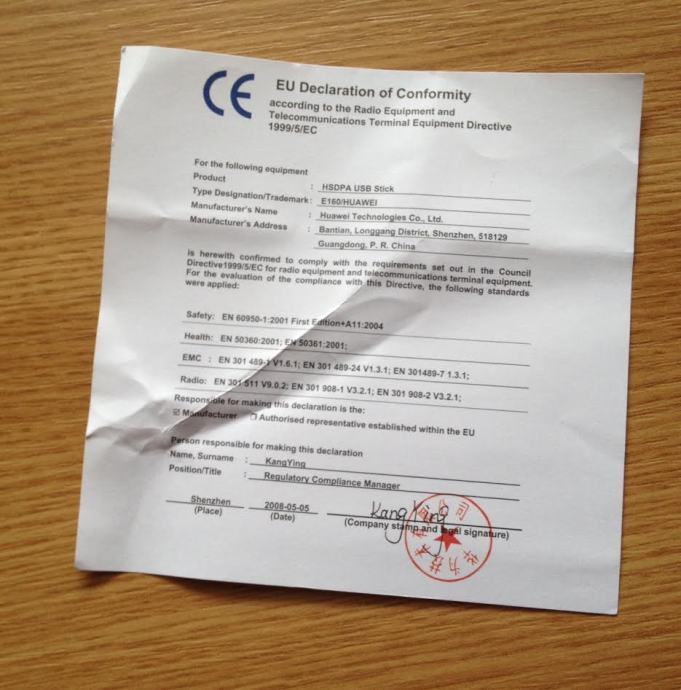 CE
EU Declaration of Conformity
according to the Radio Equipment and
Telecommunications Terminal Equipment Directive
1999/5/EC
For the following equipment
Product : HSDPA USB Stick
Type Designation/Trademark : E160/HUAWEI
Manufacturer's Name : Huawei Technologies Co., Ltd.
Manufacturer's Address : Bantian, Longgang District, Shenzhen, 518129
Guangdong, P. R. China
Is herewith confirmed to comply with the requirements set out in the Council
Directive1999/5/EC for radio equipment and telecommunications terminal equipment.
For the evaluation of the compliance with this Directive, the following standards
were applied:
Safety: EN 60950-1:2001 First Edition+A11:2004
Health: EN 50360:2001; EN 50361:2001;
EMC : EN 301 489-1 V1.6.1; EN 301 489-24 V1.3.1; EN 301489-7 1.3.1;
Radio: EN 301 511 V9.0.2; EN 301 908-1 V3.2.1; EN 301 908-2 V3.2.1;
Responsible for making this declaration is the:
☑ Manufacturer ☐ Authorised representative established within the EU
Person responsible for making this declaration
Name, Surname : KangYing
Position/Title : Regulatory Compliance Manager
Shenzhen 2008-05-05 Kang Ying
(Place) (Date) (Company stamp and legal signature)